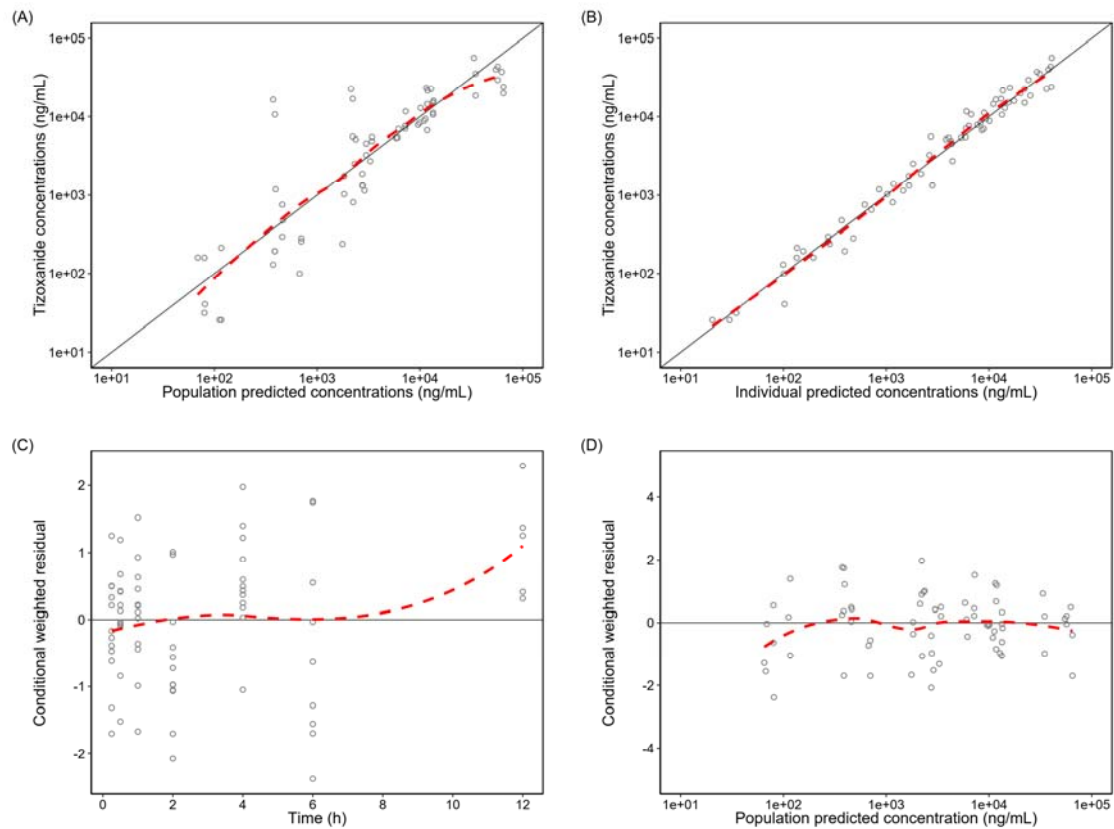 (A)
Tizoxanide concentrations (ng/mL)
1e+05
1e+04
1e+03
1e+02
1e+01
1e+01 1e+02 1e+03 1e+04 1e+05
Population predicted concentrations (ng/mL)
(B)
Tizoxanide concentrations (ng/mL)
1e+05
1e+04
1e+03
1e+02
1e+01
1e+01 1e+02 1e+03 1e+04 1e+05
Individual predicted concentrations (ng/mL)
(C)
Conditional weighted residual
2
1
0
-1
-2
0 2 4 6 8 10 12
Time (h)
(D)
Conditional weighted residual
4
2
0
-2
-4
1e+01 1e+02 1e+03 1e+04 1e+05
Population predicted concentration (ng/mL)